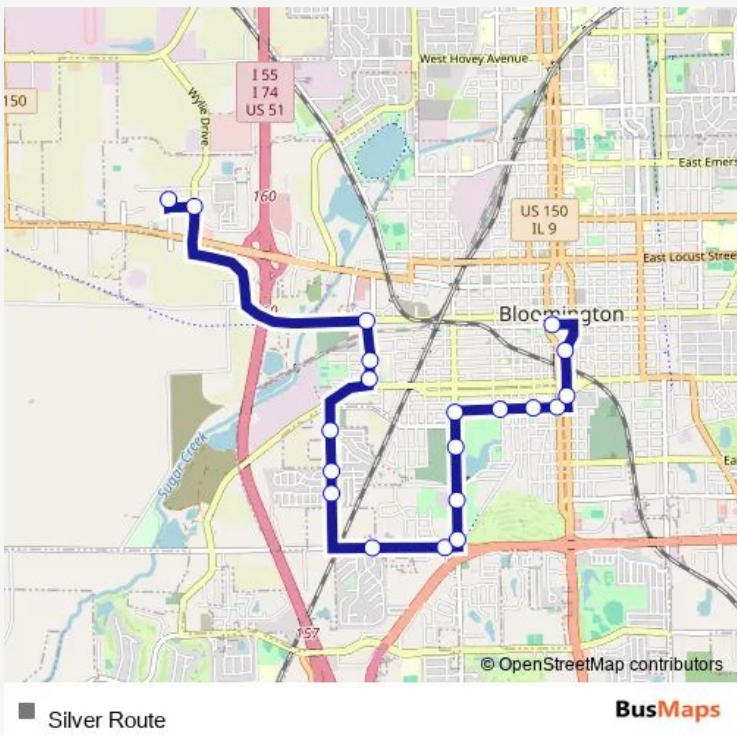 West Hovey Avenue
I 55
I 74
US 51
150
Wylie Drive
East Emers
160
US 150
IL 9
East Locust Stree
Bloomington
Ea
Sugar Creek
157
© OpenStreetMap contributors
Silver Route
BusMaps